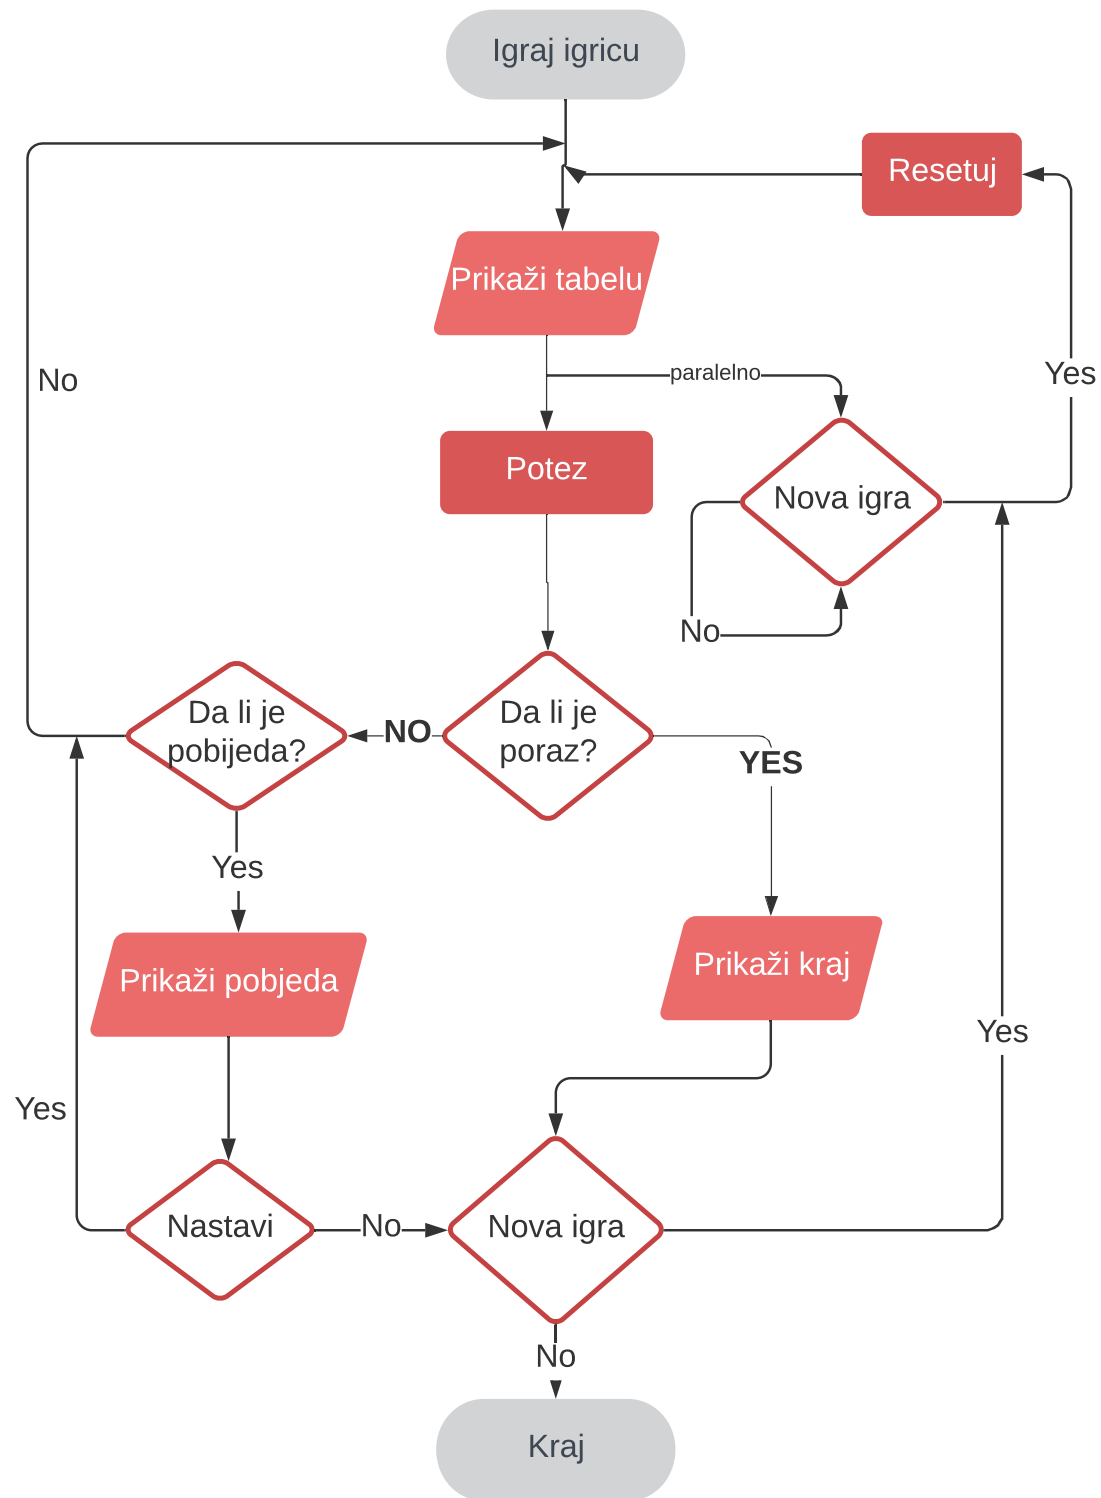 Igraj igricu
Resetuj
Prikaži tabelu
No
paralelno
Yes
Potez
Nova igra
No
Da li je
pobijeda?
NO
Da li je
poraz?
YES
Yes
Prikaži pobjeda
Prikaži kraj
Yes
Yes
Nastavi
No
Nova igra
No
Kraj